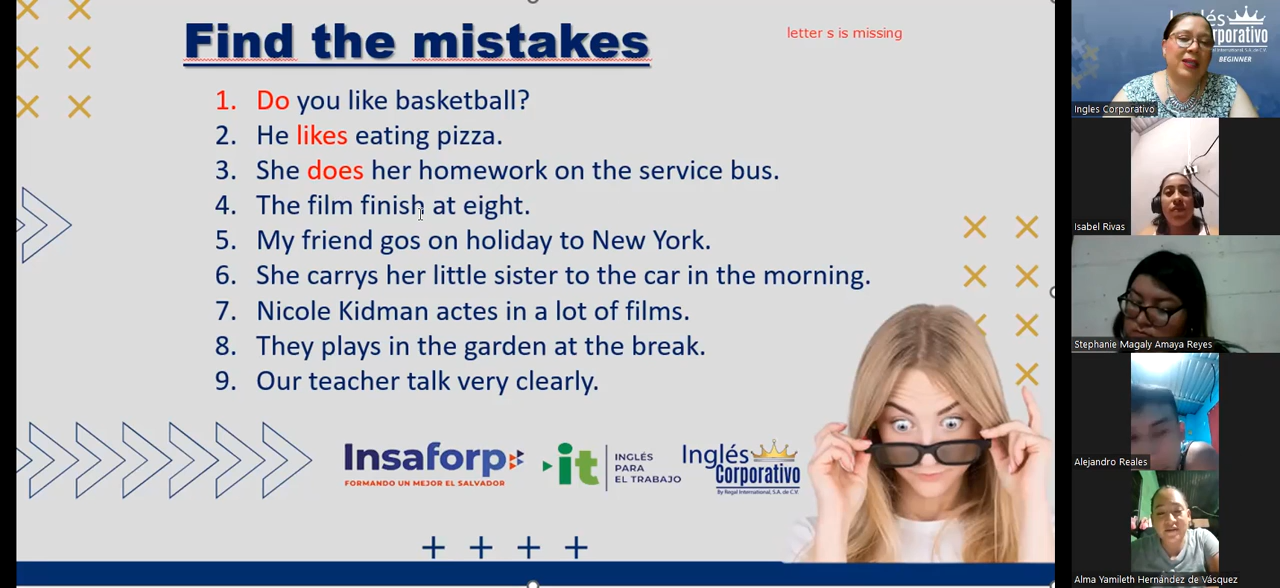 Find the mistakes
letter s is missing
1. Do you like basketball?
2. He likes eating pizza.
3. She does her homework on the service bus.
4. The film finish at eight.
5. My friend gos on holiday to New York.
6. She carrys her little sister to the car in the morning.
7. Nicole Kidman actes in a lot of films.
8. They plays in the garden at the break.
9. Our teacher talk very clearly.
Insaforp
FORMANDO UN MEJOR EL SALVADOR
it
INGLÉS
PARA
EL TRABAJO
Inglés
Corporativo
By Regal International, S.A. de C.V.
BEGINNER
Ingles Corporativo
Isabel Rivas
Stephanie Magaly Amaya Reyes
Alejandro Reales
Alma Yamileth Hernández de Vásquez